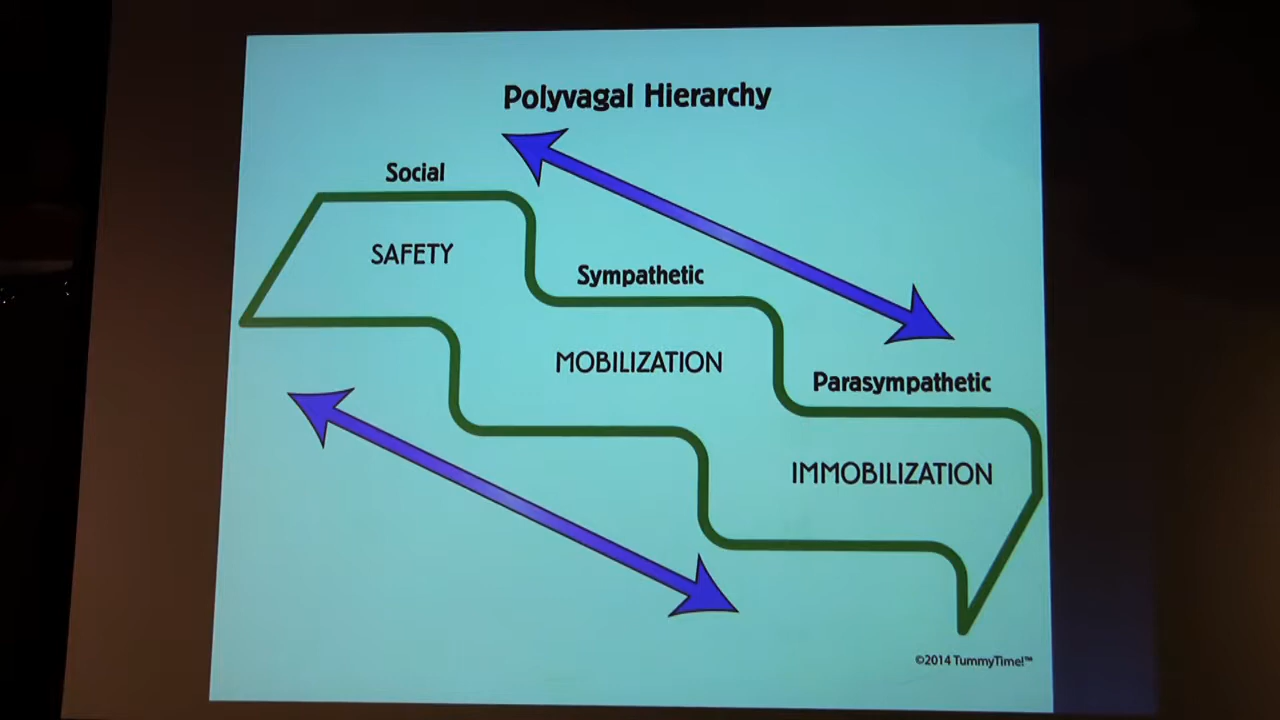 Polyvagal Hierarchy
Social
SAFETY
Sympathetic
MOBILIZATION
Parasympathetic
IMMOBILIZATION
©2014 TummyTime!™